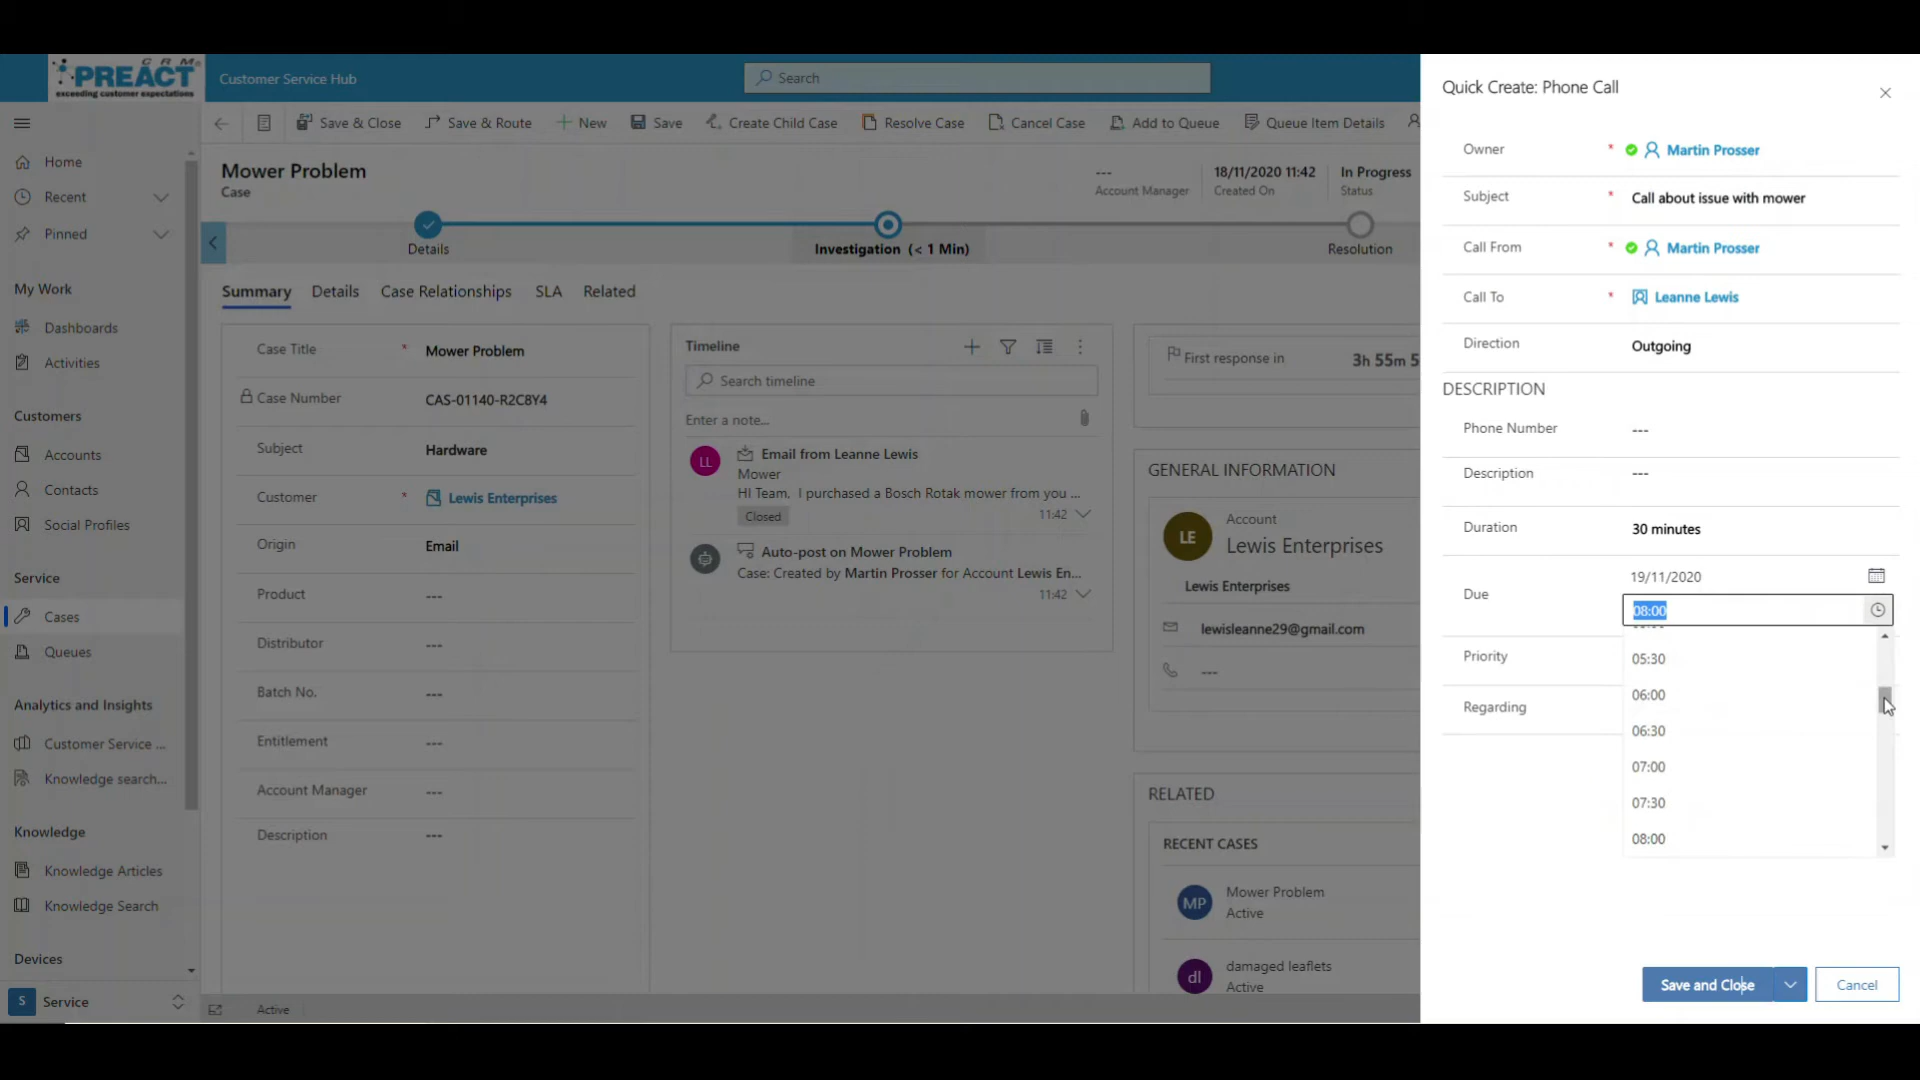 CRM
PREACT
exceeding customer expectations
Customer Service Hub
Search
Save & Close
Save & Route
New
Save
Create Child Case
Resolve Case
Cancel Case
Add to Queue
Queue Item Details
Home
Recent
Pinned
My Work
Dashboards
Activities
Customers
Accounts
Contacts
Social Profiles
Service
Cases
Queues
Analytics and Insights
Customer Service ...
Knowledge search...
Knowledge
Knowledge Articles
Knowledge Search
Devices
S
Service
Mower Problem
Case
---
Account Manager
18/11/2020 11:42
Created On
In Progress
Status
Details
Investigation (< 1 Min)
Resolution
Summary
Details
Case Relationships
SLA
Related
Case Title * Mower Problem
Case Number CAS-01140-R2C8Y4
Subject Hardware
Customer * Lewis Enterprises
Origin Email
Product ---
Distributor ---
Batch No. ---
Entitlement ---
Account Manager ---
Description ---
Timeline
Search timeline
Enter a note...
LL
Email from Leanne Lewis
Mower
HI Team, I purchased a Bosch Rotak mower from you ...
Closed
11:42
Auto-post on Mower Problem
Case: Created by Martin Prosser for Account Lewis En...
11:42
First response in 3h 55m 5
GENERAL INFORMATION
LE
Account
Lewis Enterprises
Lewis Enterprises
lewisleanne29@gmail.com
---
RELATED
RECENT CASES
MP
Mower Problem
Active
dl
damaged leaflets
Active
Active
Quick Create: Phone Call
Owner * Martin Prosser
Subject * Call about issue with mower
Call From * Martin Prosser
Call To * Leanne Lewis
Direction Outgoing
DESCRIPTION
Phone Number ---
Description ---
Duration 30 minutes
Due
19/11/2020
08:00
05:30
06:00
06:30
07:00
07:30
08:00
Priority
Regarding
Save and Close
Cancel